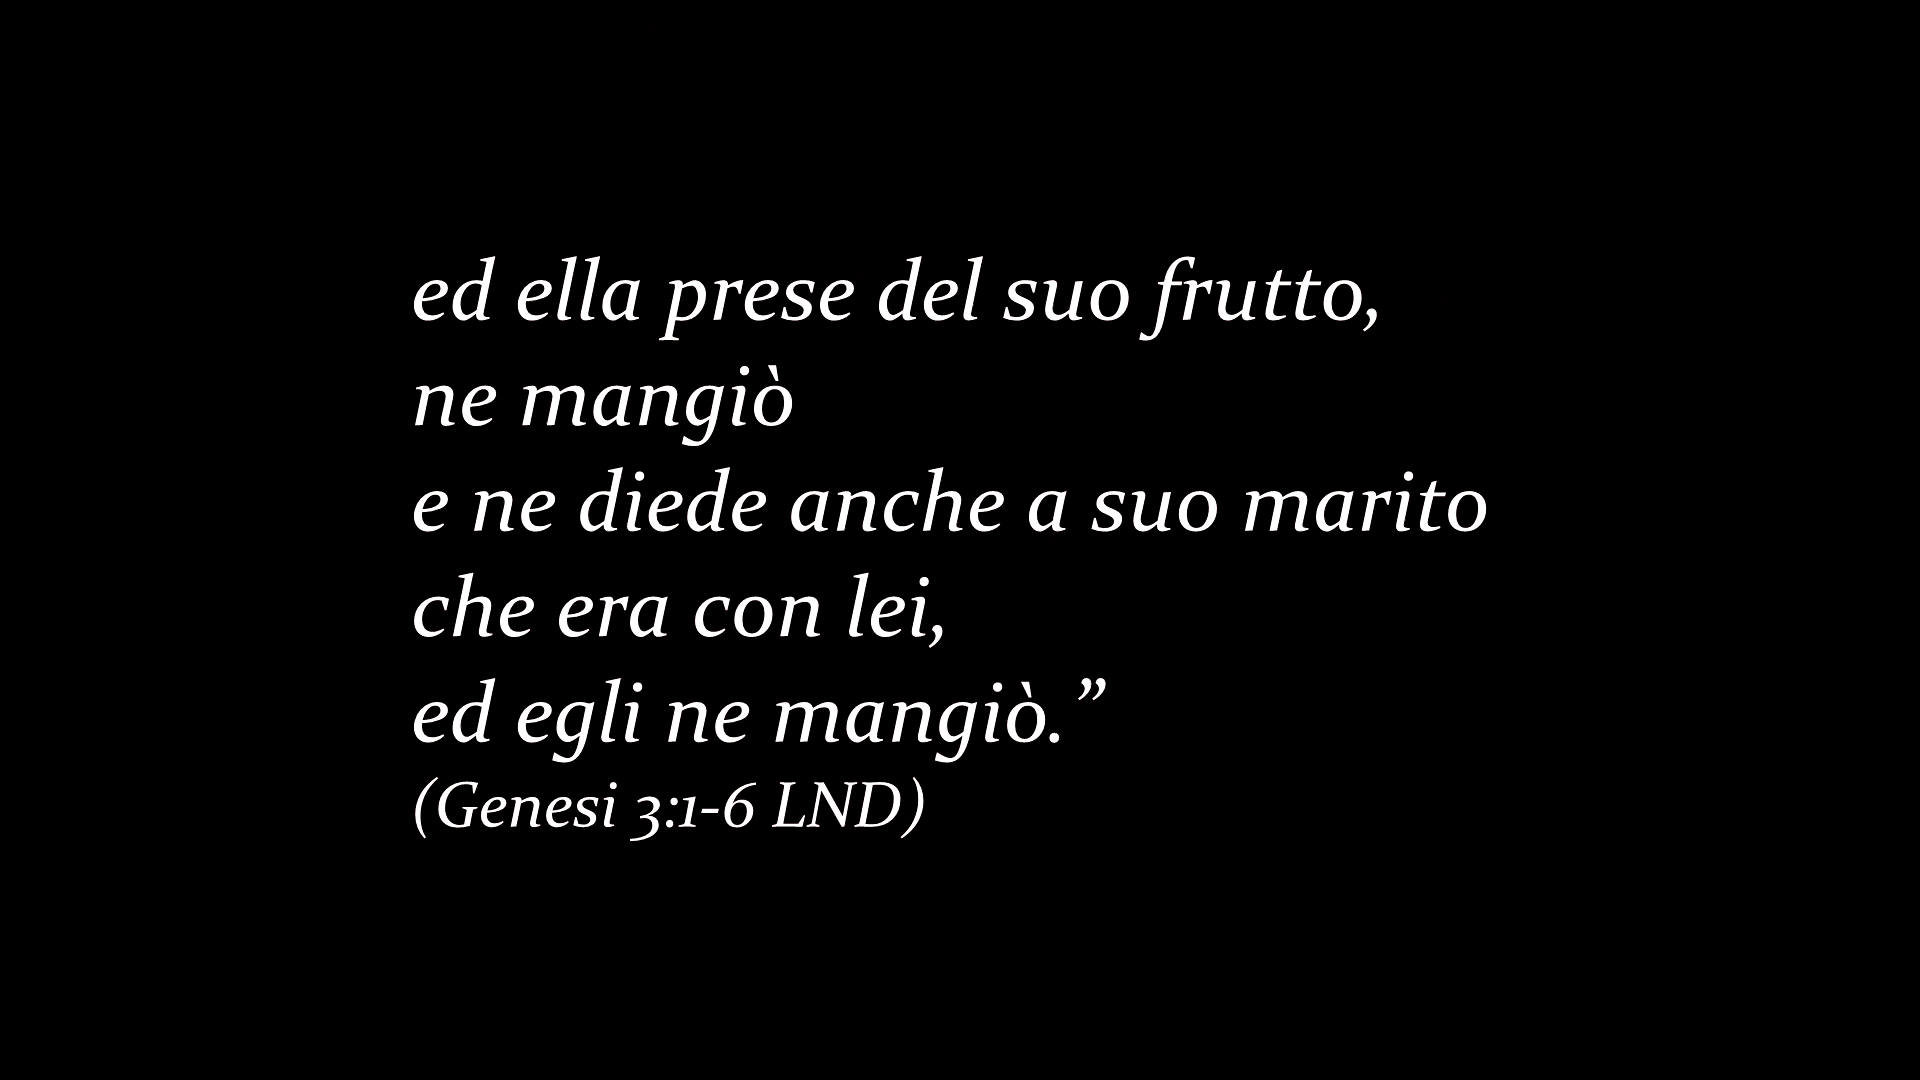 ed ella prese del suo frutto,
ne mangiò
e ne diede anche a suo marito
che era con lei,
ed egli ne mangiò.”
(Genesi 3:1-6 LND)